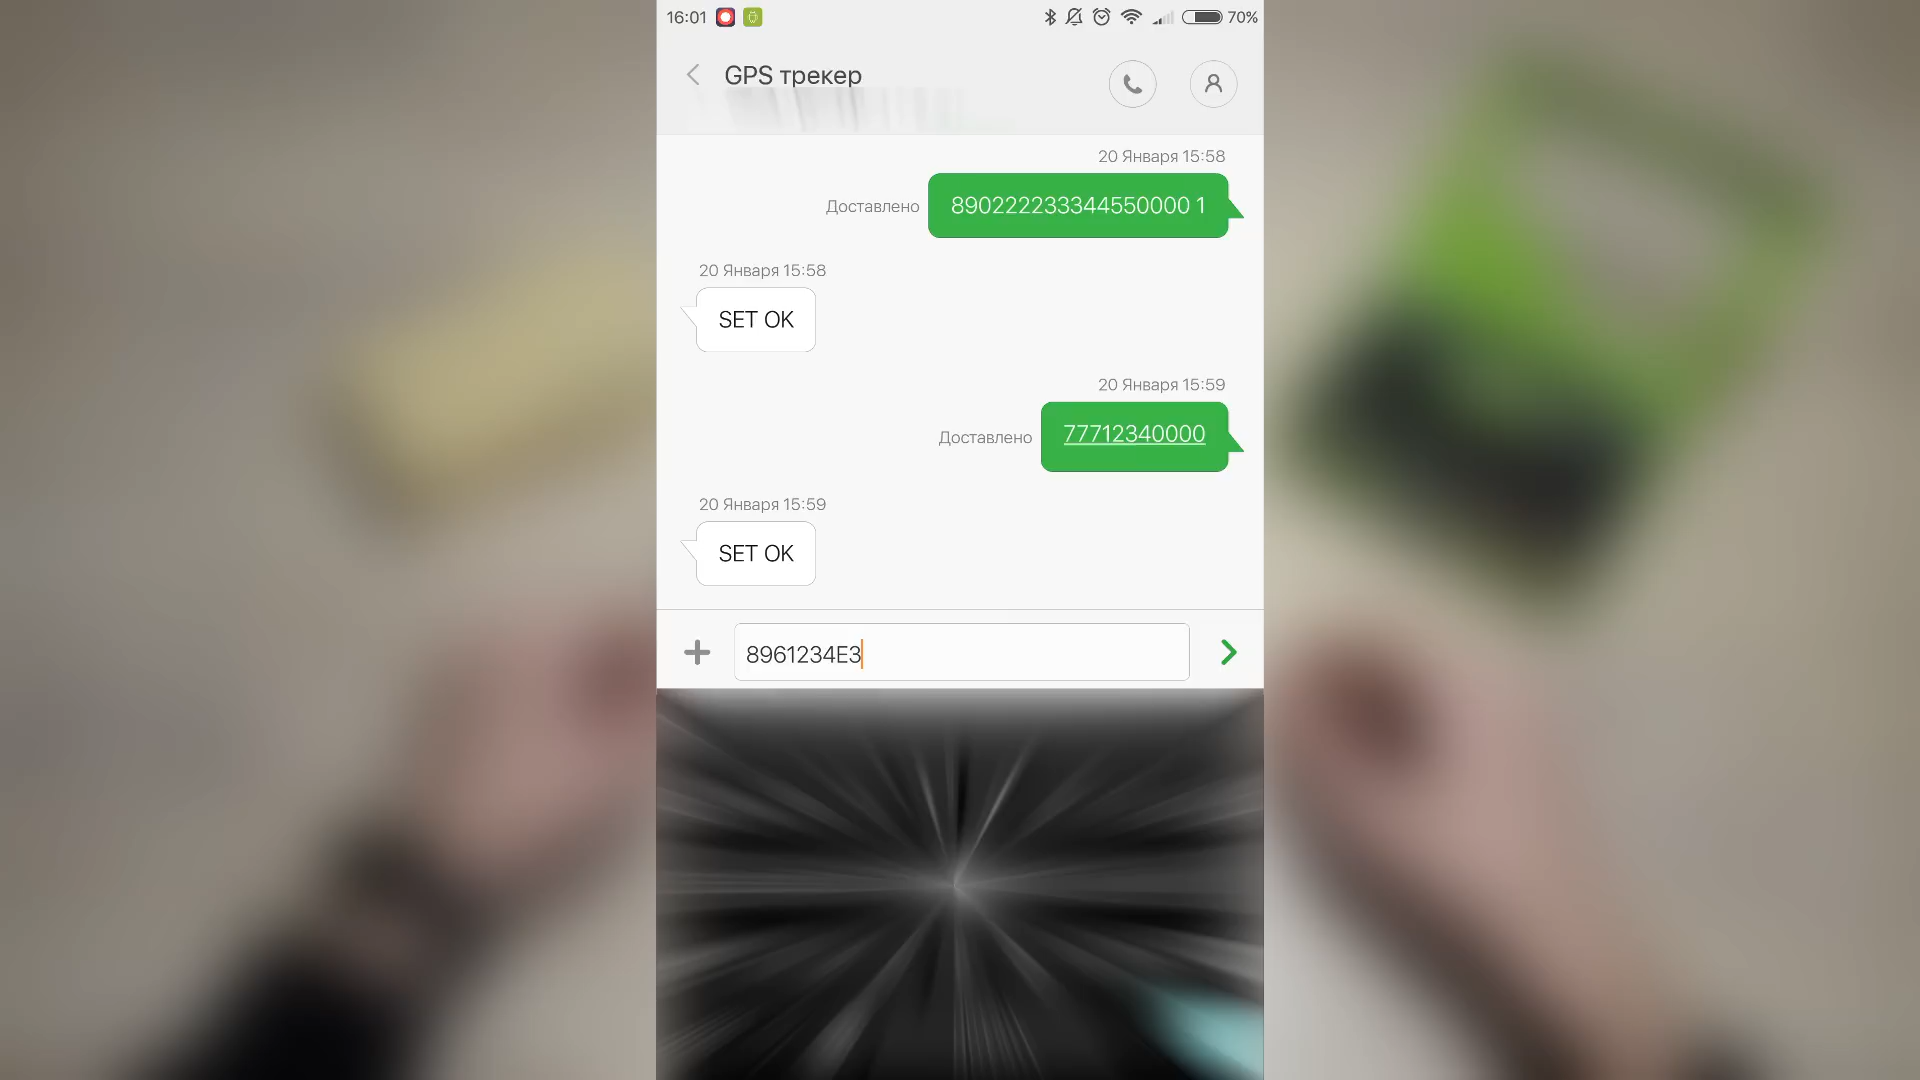 16:01
70%
GPS трекер
20 Января 15:58
Доставлено
890222233344550000 1
20 Января 15:58
SET OK
20 Января 15:59
Доставлено
77712340000
20 Января 15:59
SET OK
8961234E3